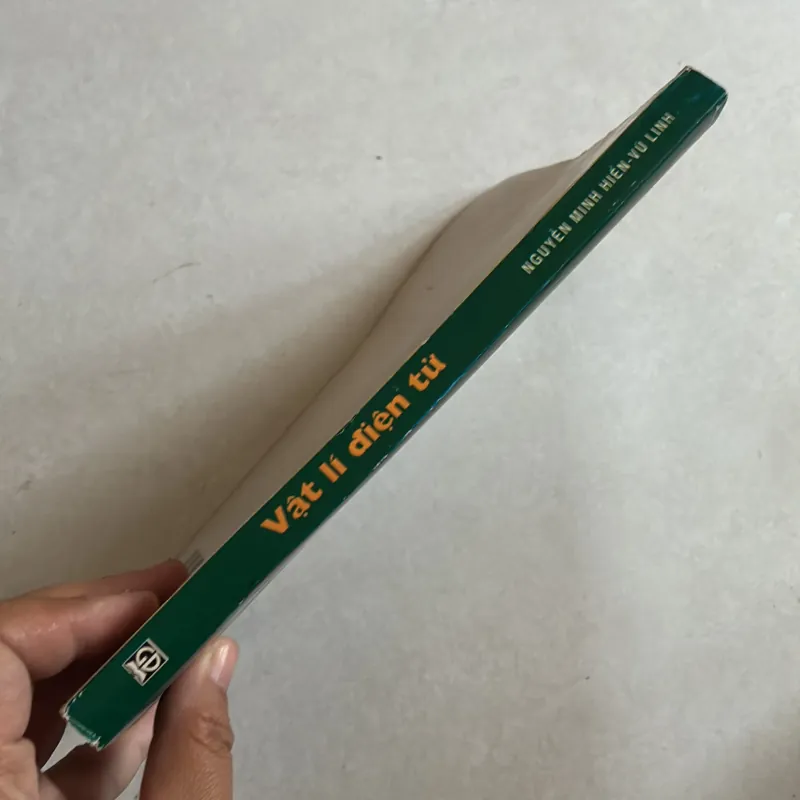 Vật lí điện tử
NGUYỄN MINH HIỂN-VŨ LINH